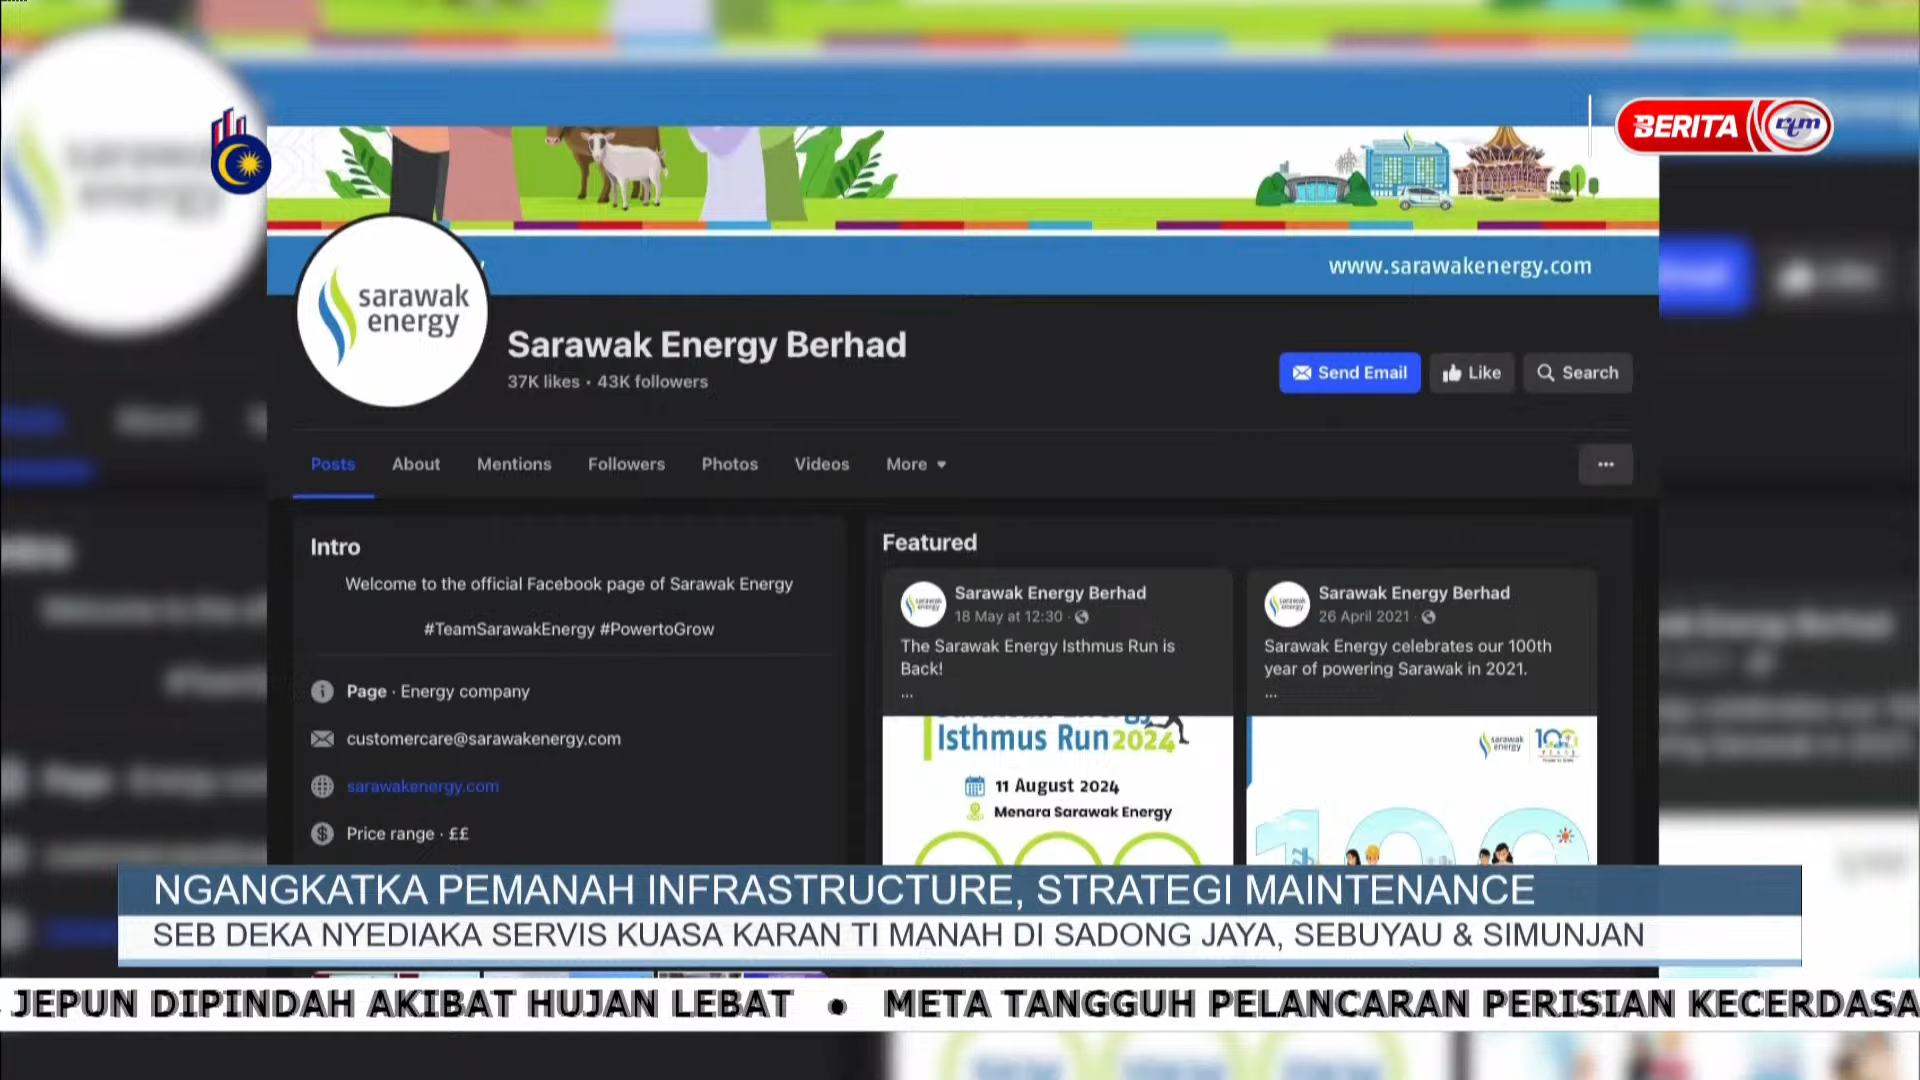 BERITA rtm
www.sarawakenergy.com
sarawak
energy
Sarawak Energy Berhad
37K likes • 43K followers
Send Email
Like
Search
Posts
About
Mentions
Followers
Photos
Videos
More
Intro
Welcome to the official Facebook page of Sarawak Energy
#TeamSarawakEnergy #PowertoGrow
Page · Energy company
customercare@sarawakenergy.com
sarawakenergy.com
Price range · ££
Featured
Sarawak Energy Berhad
18 May at 12:30
The Sarawak Energy Isthmus Run is
Back!
...
Isthmus Run 2024
11 August 2024
Menara Sarawak Energy
Sarawak Energy Berhad
26 April 2021
Sarawak Energy celebrates our 100th
year of powering Sarawak in 2021.
...
sarawak
energy
100
NGANGKATKA PEMANAH INFRASTRUCTURE, STRATEGI MAINTENANCE
SEB DEKA NYEDIAKA SERVIS KUASA KARAN TI MANAH DI SADONG JAYA, SEBUYAU & SIMUNJAN
JEPUN DIPINDAH AKIBAT HUJAN LEBAT • META TANGGUH PELANCARAN PERISIAN KECERDASA